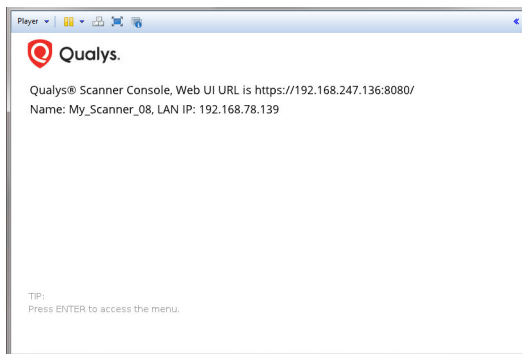 Player
Qualys.
Qualys® Scanner Console, Web UI URL is https://192.168.247.136:8080/
Name: My_Scanner_08, LAN IP: 192.168.78.139
TIP:
Press ENTER to access the menu.